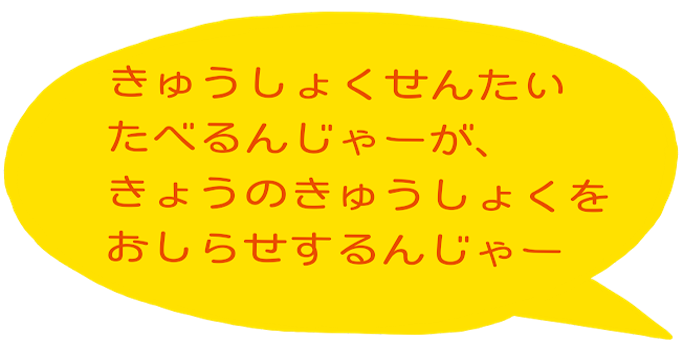 きゅうしょくせんたい
たべるんじゃーが、
きょうのきゅうしょくを
おしらせするんじゃー